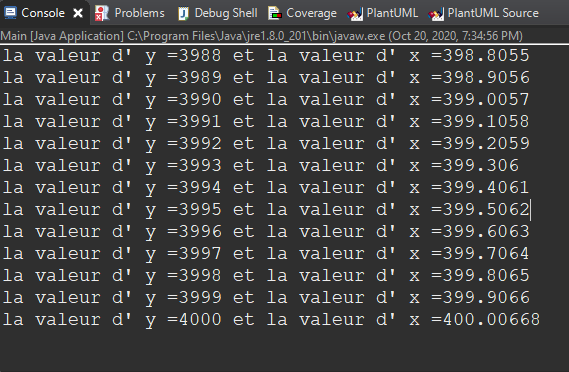 Console Problems Debug Shell Coverage PlantUML PlantUML Source
Main [Java Application] C:\Program Files\Java\jre1.8.0_201\bin\javaw.exe (Oct 20, 2020, 7:34:56 PM)
la valeur d' y =3988 et la valeur d' x =398.8055
la valeur d' y =3989 et la valeur d' x =398.9056
la valeur d' y =3990 et la valeur d' x =399.0057
la valeur d' y =3991 et la valeur d' x =399.1058
la valeur d' y =3992 et la valeur d' x =399.2059
la valeur d' y =3993 et la valeur d' x =399.306
la valeur d' y =3994 et la valeur d' x =399.4061
la valeur d' y =3995 et la valeur d' x =399.5062
la valeur d' y =3996 et la valeur d' x =399.6063
la valeur d' y =3997 et la valeur d' x =399.7064
la valeur d' y =3998 et la valeur d' x =399.8065
la valeur d' y =3999 et la valeur d' x =399.9066
la valeur d' y =4000 et la valeur d' x =400.00668